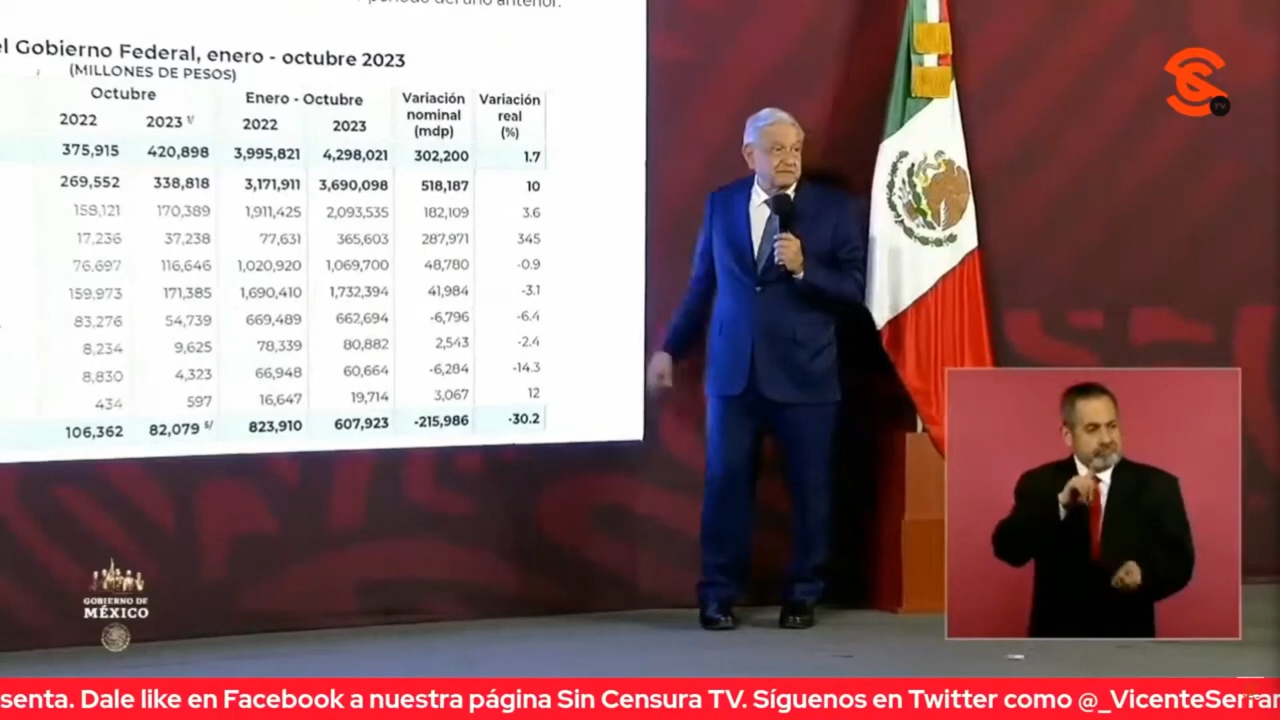 periodo del año anterior.
el Gobierno Federal, enero - octubre 2023
(MILLONES DE PESOS)
Octubre Enero - Octubre Variación nominal (mdp) Variación real (%)
2022 2023 1/ 2022 2023
375,915 420,898 3,995,821 4,298,021 302,200 1.7
269,552 338,818 3,171,911 3,690,098 518,187 10
158,121 170,389 1,911,425 2,093,535 182,109 3.6
17,236 37,238 77,631 365,603 287,971 345
76,697 116,646 1,020,920 1,069,700 48,780 -0.9
159,973 171,385 1,690,410 1,732,394 41,984 -3.1
83,276 54,739 669,489 662,694 -6,796 -6.4
8,234 9,625 78,339 80,882 2,543 -2.4
8,830 4,323 66,948 60,664 -6,284 -14.3
434 597 16,647 19,714 3,067 12
106,362 82,079 5/ 823,910 607,923 -215,986 -30.2
TV
GOBIERNO DE
MÉXICO
senta. Dale like en Facebook a nuestra página Sin Censura TV. Síguenos en Twitter como @_VicenteSerran